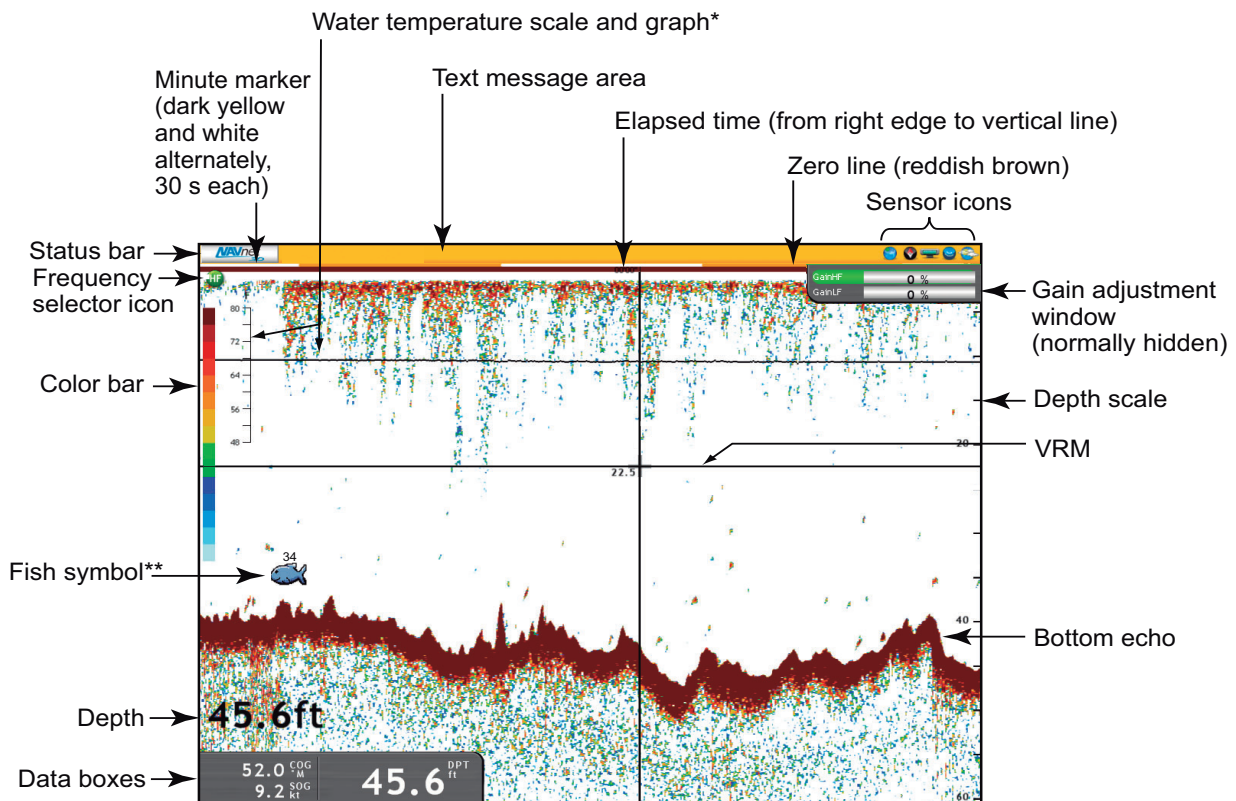 Water temperature scale and graph*
Minute marker
(dark yellow
and white
alternately,
30 s each)
Text message area
Elapsed time (from right edge to vertical line)
Zero line (reddish brown)
Sensor icons
Status bar
Frequency
selector icon
NAVnet
HF
GainHF 0 %
GainLF 0 %
Gain adjustment
window
(normally hidden)
80
72
64
56
48
Color bar
Depth scale
20
VRM
22.5
34
Fish symbol**
40
Bottom echo
Depth
45.6ft
Data boxes
52.0 COG °M
9.2 SOG kt
45.6 DPT ft
60